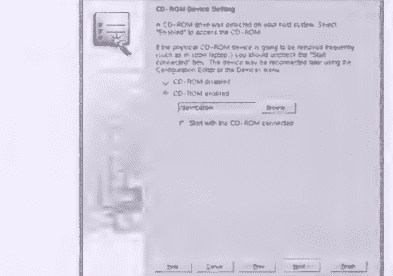 CD-ROM Device Setting
A CD-ROM drive was detected on your host system. Select
"Enabled" to access the CD-ROM.
If the physical CD-ROM device is going to be removed frequently
(such as in some laptops) you should uncheck the "Start
connected" box. The device may be reconnected later using the
Configuration Editor or the Devices menu.
CD-ROM disabled
CD-ROM enabled
/dev/cdrom
Browse...
Start with the CD-ROM connected
Help
Cancel
Prev
Next
Finish